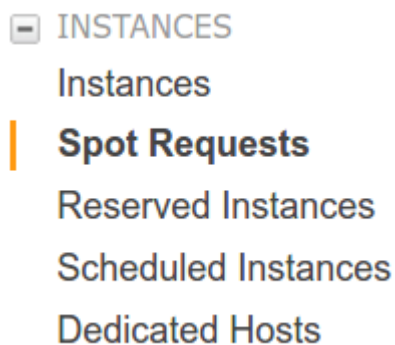 INSTANCES
Instances
Spot Requests
Reserved Instances
Scheduled Instances
Dedicated Hosts